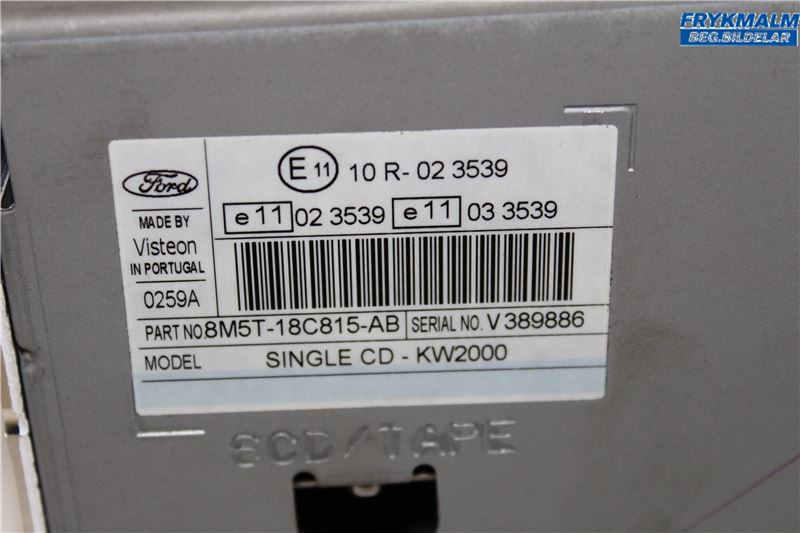 FRYKMALM
BEG.BILDELAR
E 11 10 R- 02 3539
Ford
e 11 02 3539 e 11 03 3539
MADE BY
Visteon
IN PORTUGAL
0259A
PART NO. 8M5T-18C815-AB SERIAL NO. V 389886
MODEL SINGLE CD - KW2000
SCD/TAPE